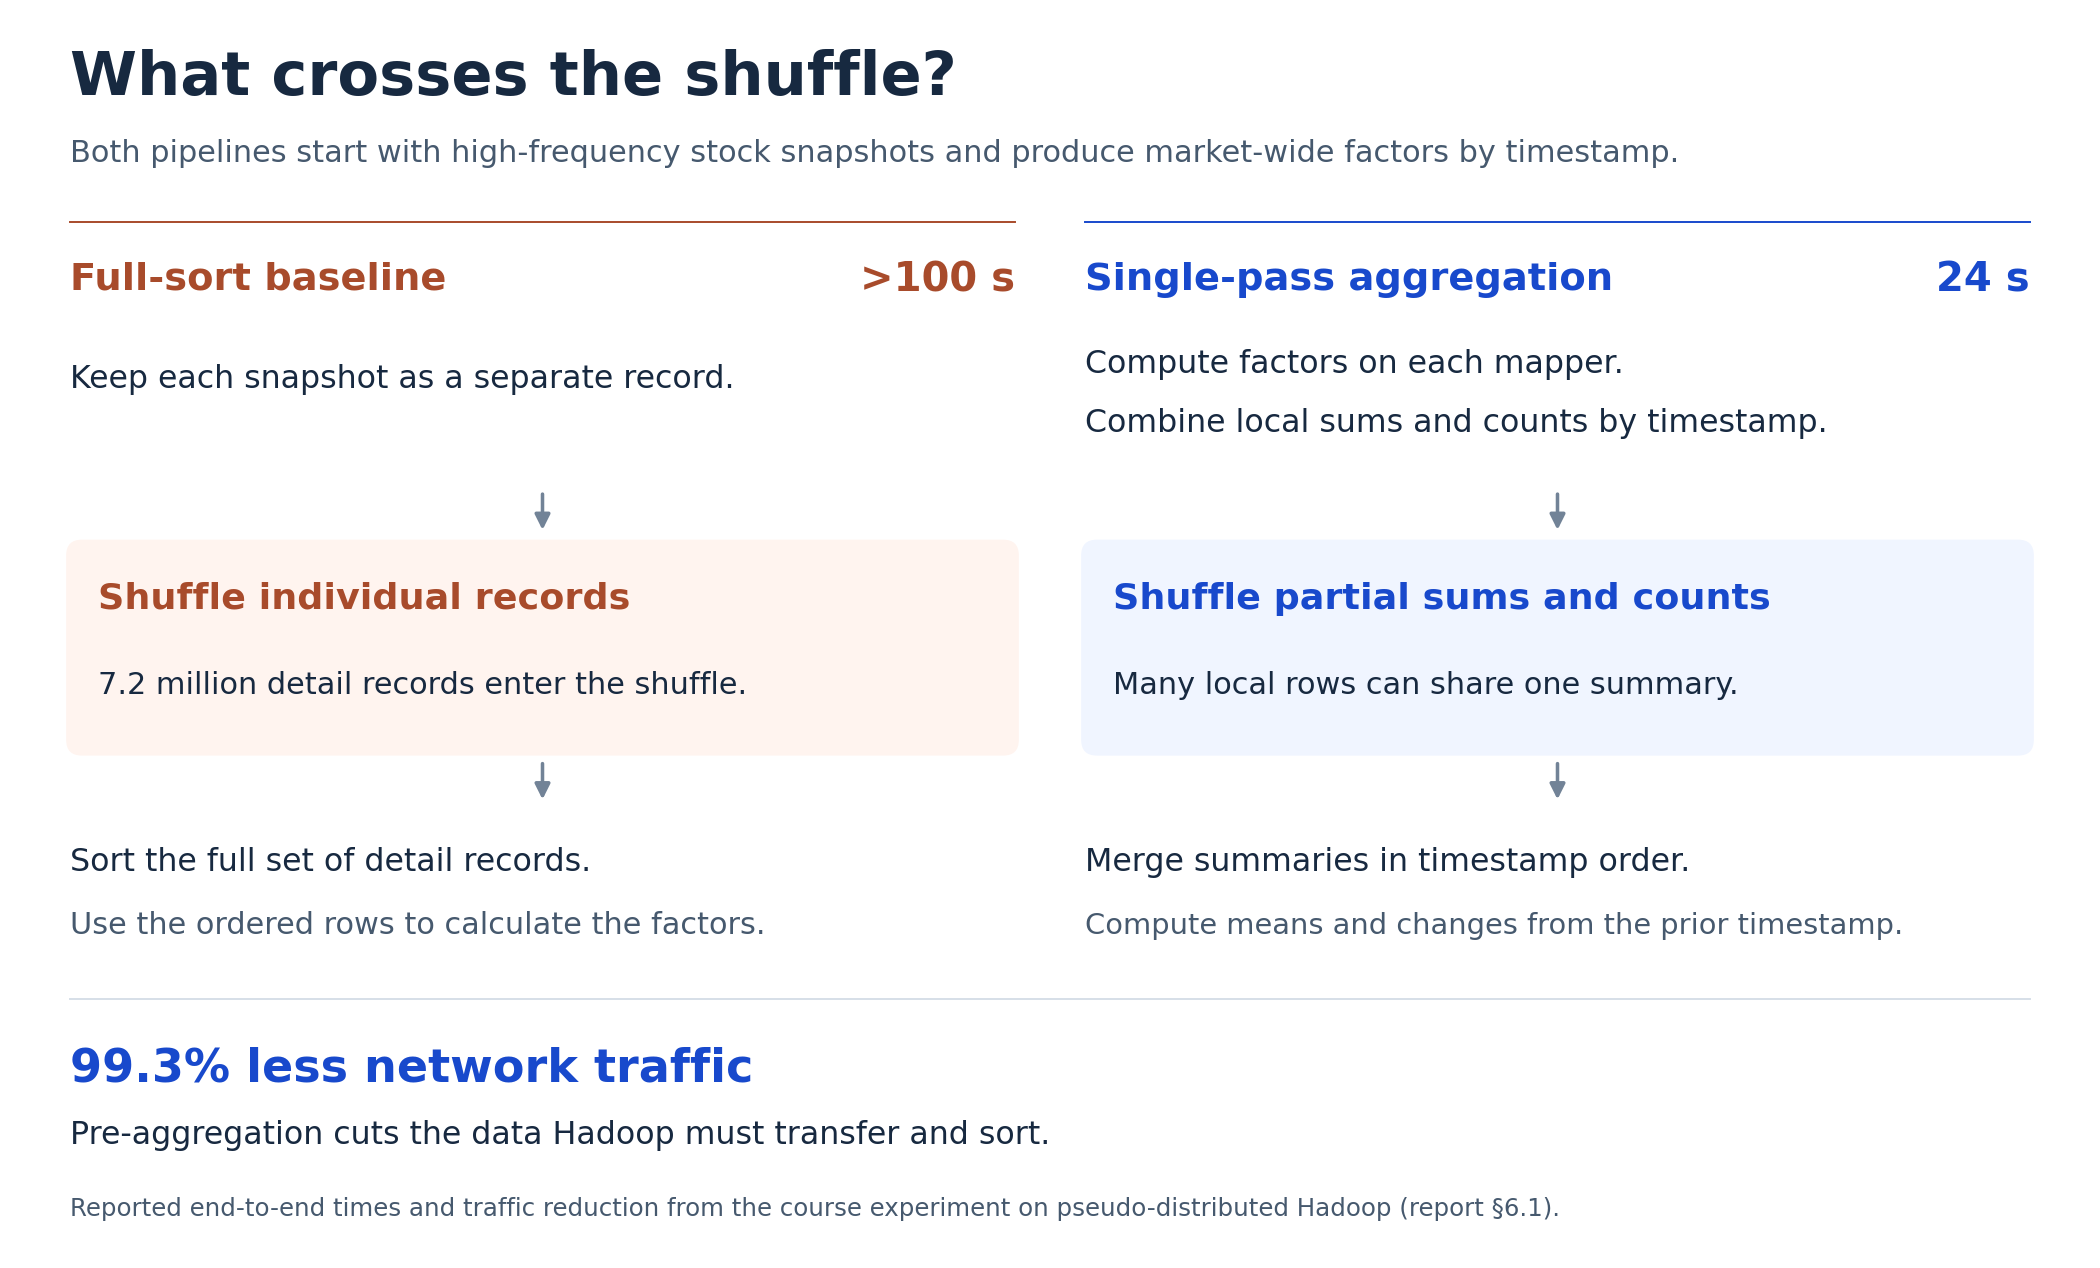 What crosses the shuffle?
Both pipelines start with high-frequency stock snapshots and produce market-wide factors by timestamp.
Full-sort baseline
>100 s
Keep each snapshot as a separate record.
Shuffle individual records
7.2 million detail records enter the shuffle.
Sort the full set of detail records.
Use the ordered rows to calculate the factors.
Single-pass aggregation
24 s
Compute factors on each mapper.
Combine local sums and counts by timestamp.
Shuffle partial sums and counts
Many local rows can share one summary.
Merge summaries in timestamp order.
Compute means and changes from the prior timestamp.
99.3% less network traffic
Pre-aggregation cuts the data Hadoop must transfer and sort.
Reported end-to-end times and traffic reduction from the course experiment on pseudo-distributed Hadoop (report §6.1).